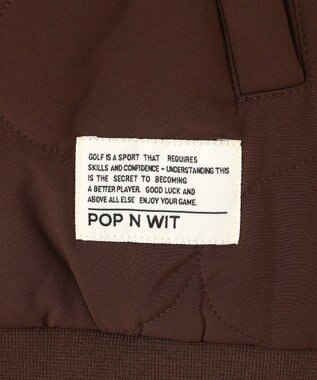 GOLF IS A SPORT THAT REQUIRES
SKILLS AND CONFIDENCE – UNDERSTANDING THIS
IS THE SECRET TO BECOMING
A BETTER PLAYER. GOOD LUCK AND
ABOVE ALL ELSE ENJOY YOUR GAME.
POP N WIT